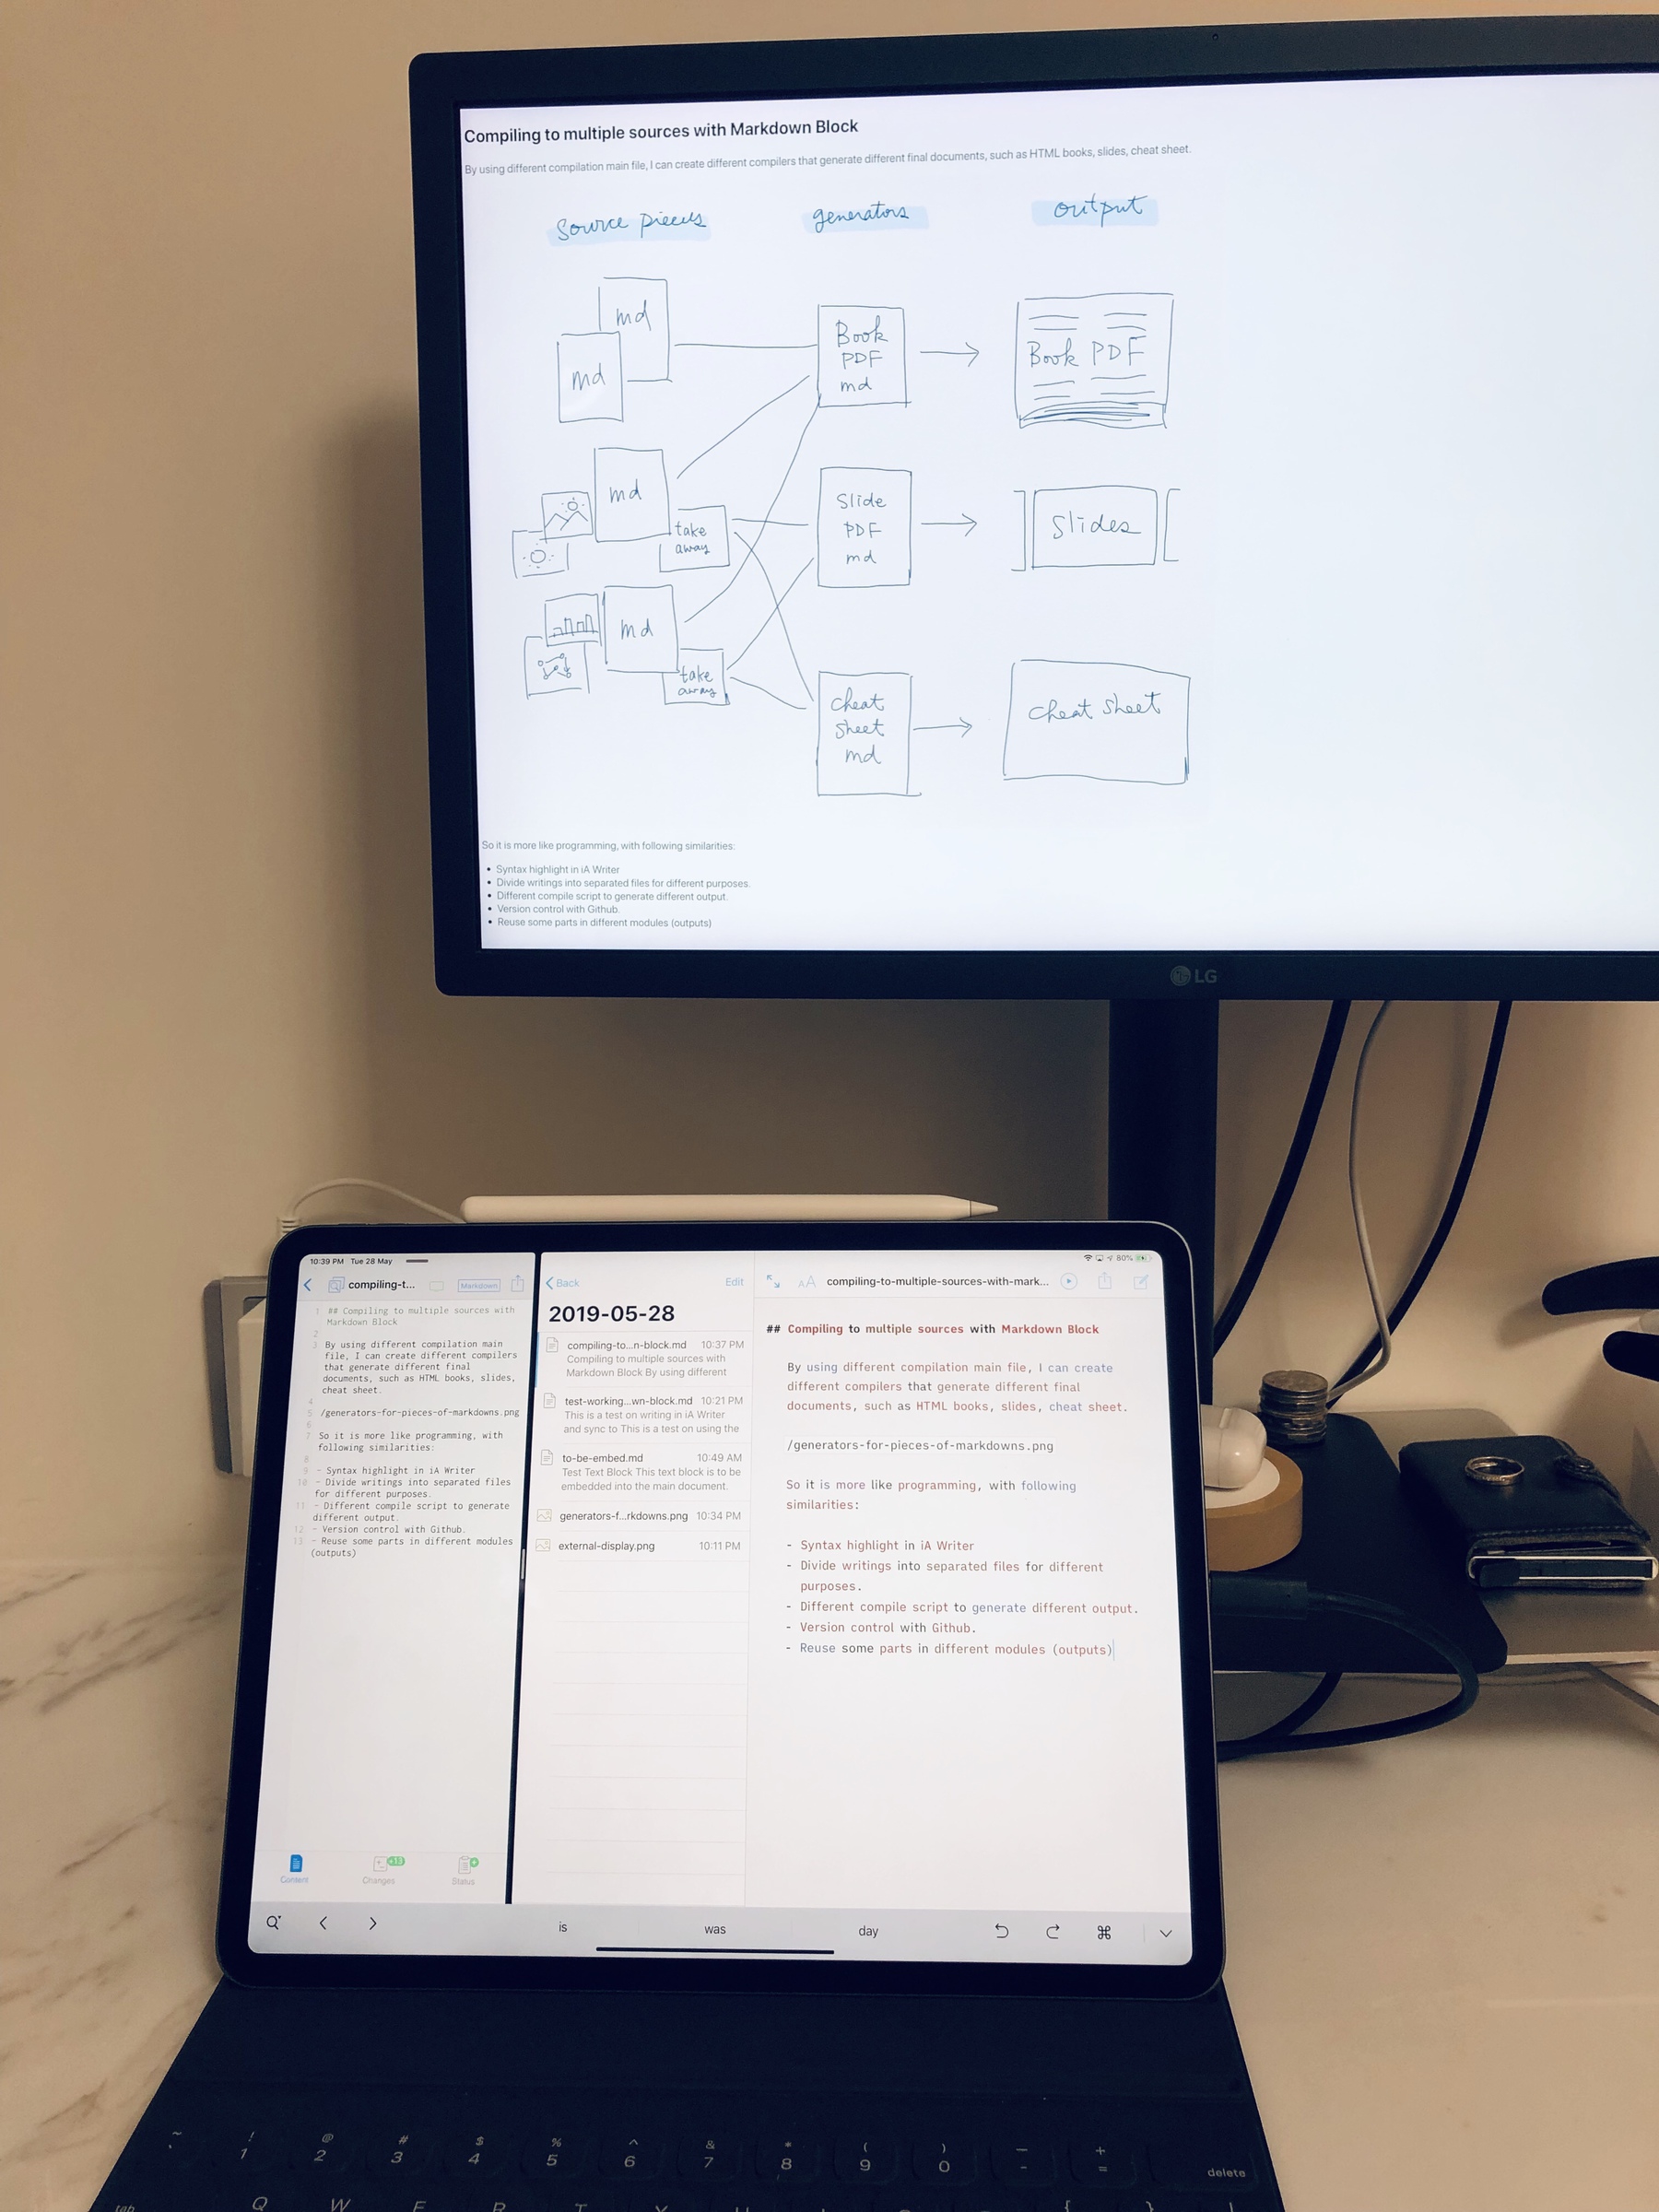 Compiling to multiple sources with Markdown Block
By using different compilation main file, I can create different compilers that generate different final documents, such as HTML books, slides, cheat sheet.
Source pieces
generators
output
md
md
Book
PDF
md
Book PDF
md
take
away
Slide
PDF
md
Slides
md
take
away
cheat
sheet
md
cheat sheet
So it is more like programming, with following similarities:
• Syntax highlight in iA Writer
• Divide writings into separated files for different purposes.
• Different compile script to generate different output.
• Version control with Github.
• Reuse some parts in different modules (outputs)
LG
10:39 PM Tue 28 May
compiling-t...
Markdown
1 ## Compiling to multiple sources with
Markdown Block
2
3 By using different compilation main
file, I can create different compilers
that generate different final
documents, such as HTML books, slides,
cheat sheet.
4
5 /generators-for-pieces-of-markdowns.png
6
7 So it is more like programming, with
following similarities:
8
9 - Syntax highlight in iA Writer
10 - Divide writings into separated files
for different purposes.
11 - Different compile script to generate
different output.
12 - Version control with Github.
13 - Reuse some parts in different modules
(outputs)
Content
+13
Changes
Status
Back
Edit
2019-05-28
compiling-to...n-block.md 10:37 PM
Compiling to multiple sources with
Markdown Block By using different
test-working...wn-block.md 10:21 PM
This is a test on writing in iA Writer
and sync to This is a test on using the
to-be-embed.md 10:49 AM
Test Text Block This text block is to be
embedded into the main document.
generators-f...rkdowns.png 10:34 PM
external-display.png 10:11 PM
80%
AA compiling-to-multiple-sources-with-mark...
## Compiling to multiple sources with Markdown Block
By using different compilation main file, I can create
different compilers that generate different final
documents, such as HTML books, slides, cheat sheet.
/generators-for-pieces-of-markdowns.png
So it is more like programming, with following
similarities:
- Syntax highlight in iA Writer
- Divide writings into separated files for different
purposes.
- Different compile script to generate different output.
- Version control with Github.
- Reuse some parts in different modules (outputs)
is was day
⌘
~ ! @ # $ % ^ & * ( ) — +
` 1 2 3 4 5 6 7 8 9 0 - = delete
tab Q W E R T Y { }